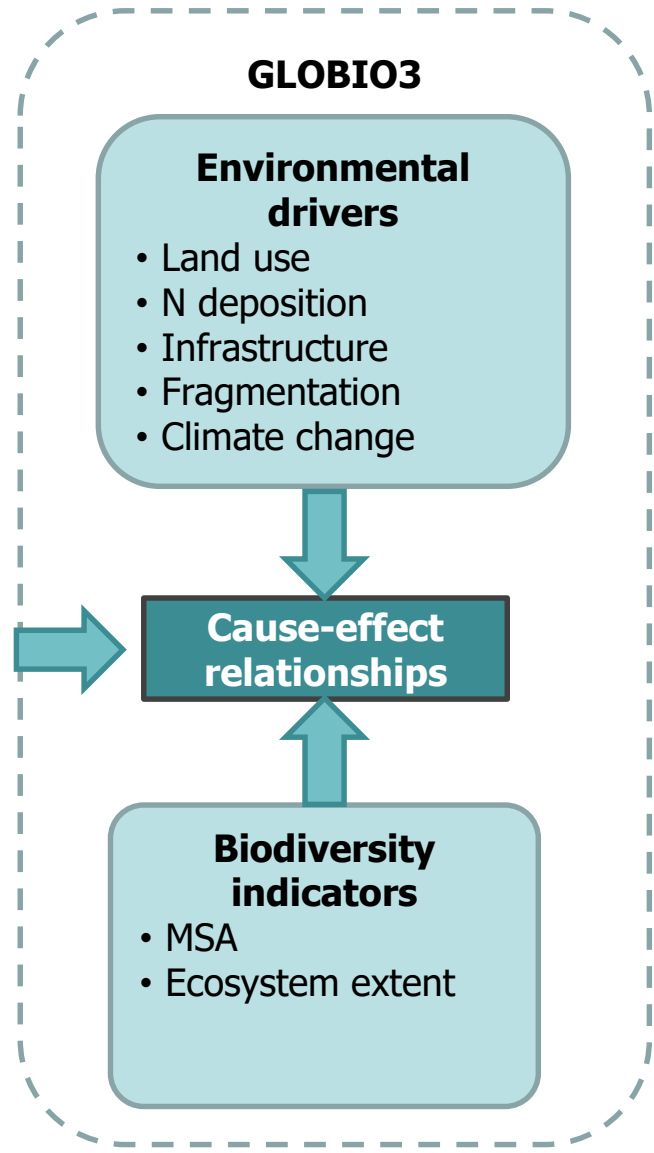 GLOBIO3
Environmental
drivers
• Land use
• N deposition
• Infrastructure
• Fragmentation
• Climate change
Cause-effect
relationships
Biodiversity
indicators
• MSA
• Ecosystem extent